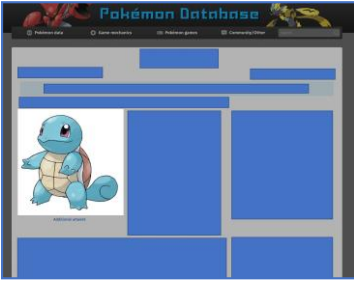 Pokémon Database
Pokémon data
Game mechanics
Pokémon games
Community/Other
Additional artwork